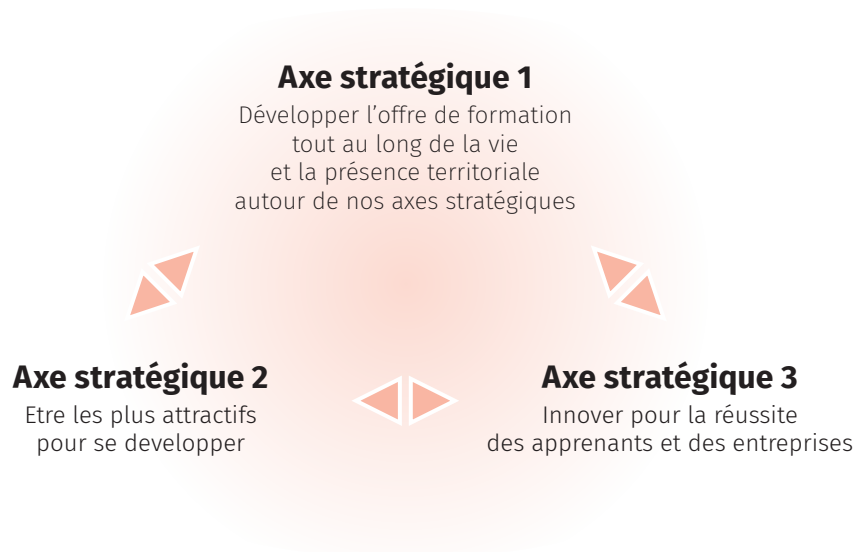 Axe stratégique 1
Développer l’offre de formation
tout au long de la vie
et la présence territoriale
autour de nos axes stratégiques
Axe stratégique 2
Etre les plus attractifs
pour se developper
Axe stratégique 3
Innover pour la réussite
des apprenants et des entreprises